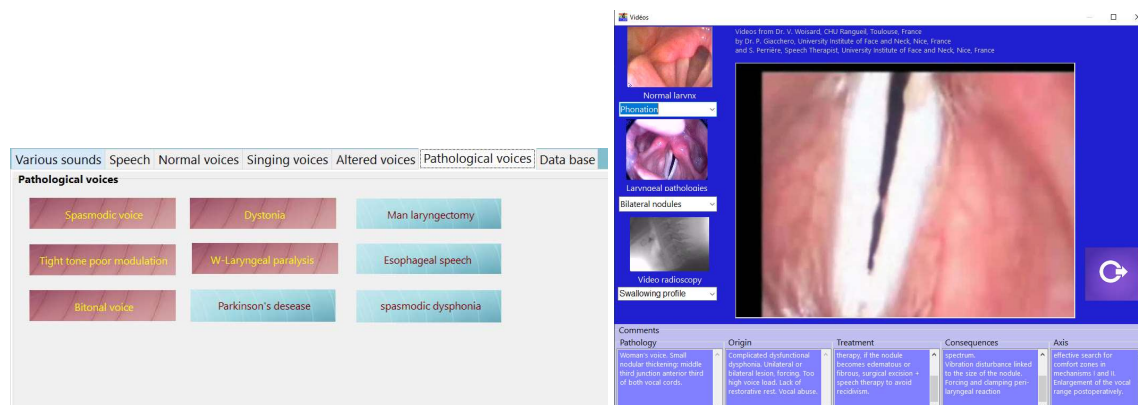 Various sounds Speech Normal voices Singing voices Altered voices Pathological voices Data base
Pathological voices
Spasmodic voice Dystonia Man laryngectomy
Tight tone poor modulation W-Laryngeal paralysis Esophageal speech
Bitonal voice Parkinson's desease spasmodic dysphonia
Vidéos
Videos from Dr. V. Woisard, CHU Rangueil, Toulouse, France
by Dr. P. Giacchero, University Institute of Face and Neck, Nice, France
and S. Perrière, Speech Therapist, University Institute of Face and Neck, Nice, France
Normal larynx
Phonation
Laryngeal pathologies
Bilateral nodules
Video radioscopy
Swallowing profile
Comments
Pathology
Woman's voice. Small
nodular thickening: middle
third junction anterior third
of both vocal cords.
Origin
Complicated dysfunctional
dysphonia. Unilateral or
bilateral lesion, forcing. Too
high voice load. Lack of
restorative rest. Vocal abuse.
Treatment
therapy, if the nodule
becomes edematous or
fibrous, surgical excision +
speech therapy to avoid
recidivism.
Consequences
spectrum.
Vibration disturbance linked
to the size of the nodule.
Forcing and clamping peri-
laryngeal reaction
Axis
effective search for
comfort zones in
mechanisms I and II.
Enlargement of the vocal
range postoperatively.